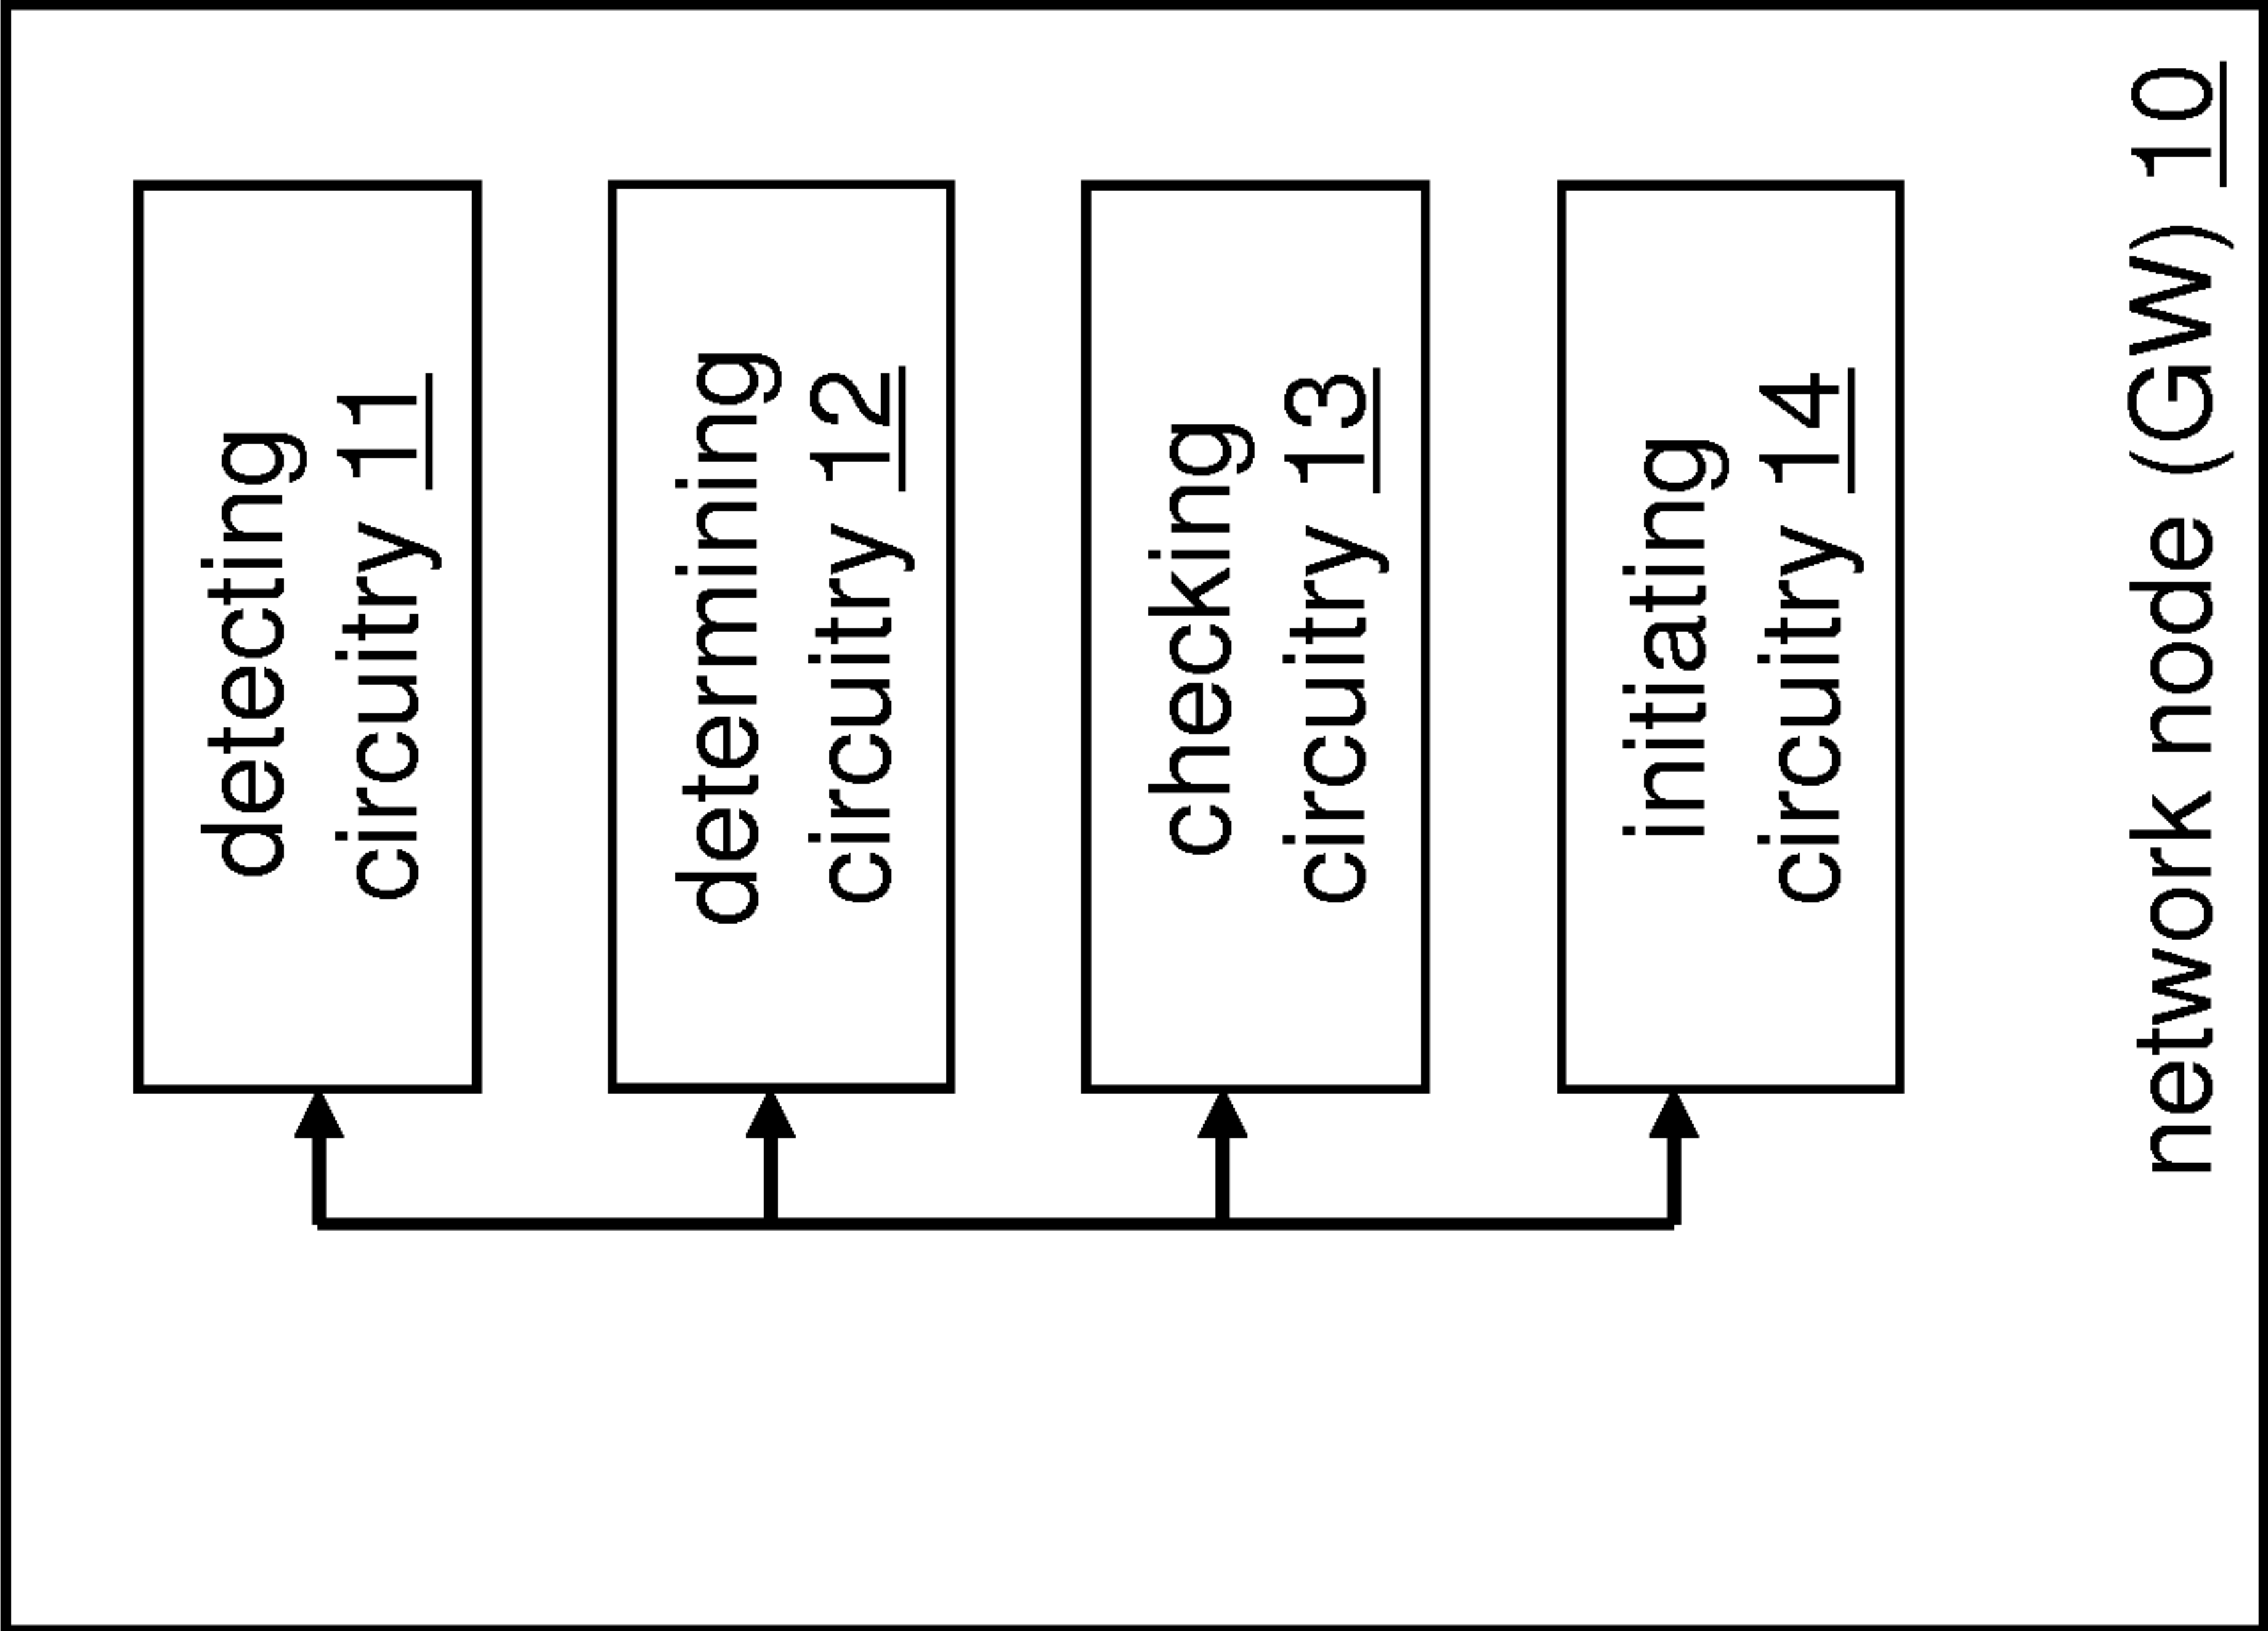 detecting
circuitry 11
determining
circuitry 12
checking
circuitry 13
initiating
circuitry 14
network node (GW) 10